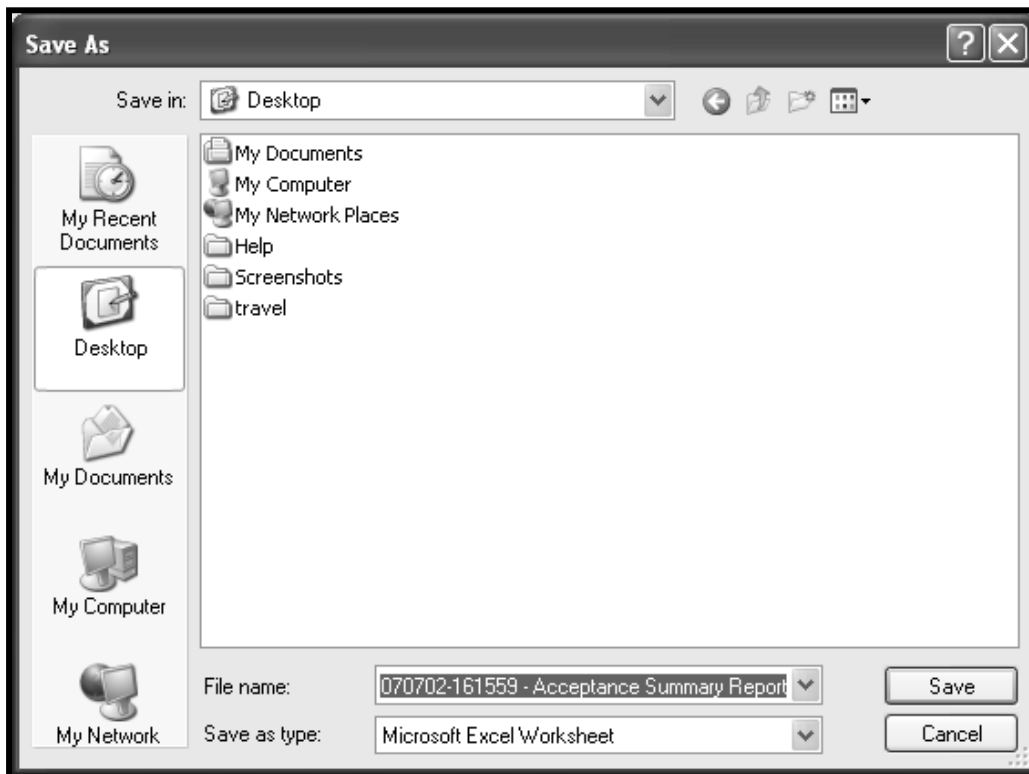 Save As
Save in:
Desktop
My Recent
Documents
Desktop
My Documents
My Computer
My Network
My Documents
My Computer
My Network Places
Help
Screenshots
travel
File name:
070702-161559 - Acceptance Summary Report
Save
Save as type:
Microsoft Excel Worksheet
Cancel